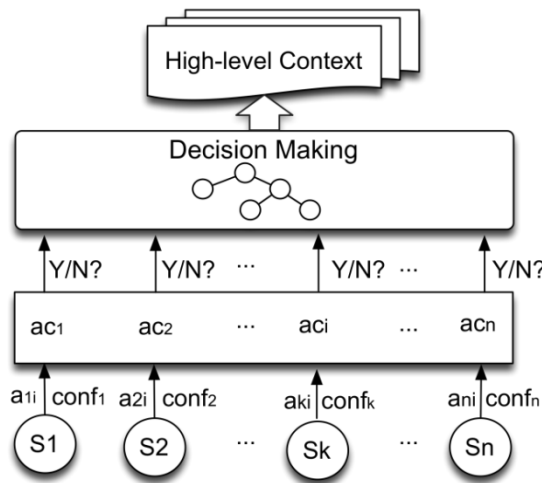 High-level Context
Decision Making
Y/N? Y/N? ... Y/N? ... Y/N?
ac1 ac2 ... aci ... acn
a1i conf1 a2i conf2 aki confk ani confn
S1 S2 ... Sk ... Sn